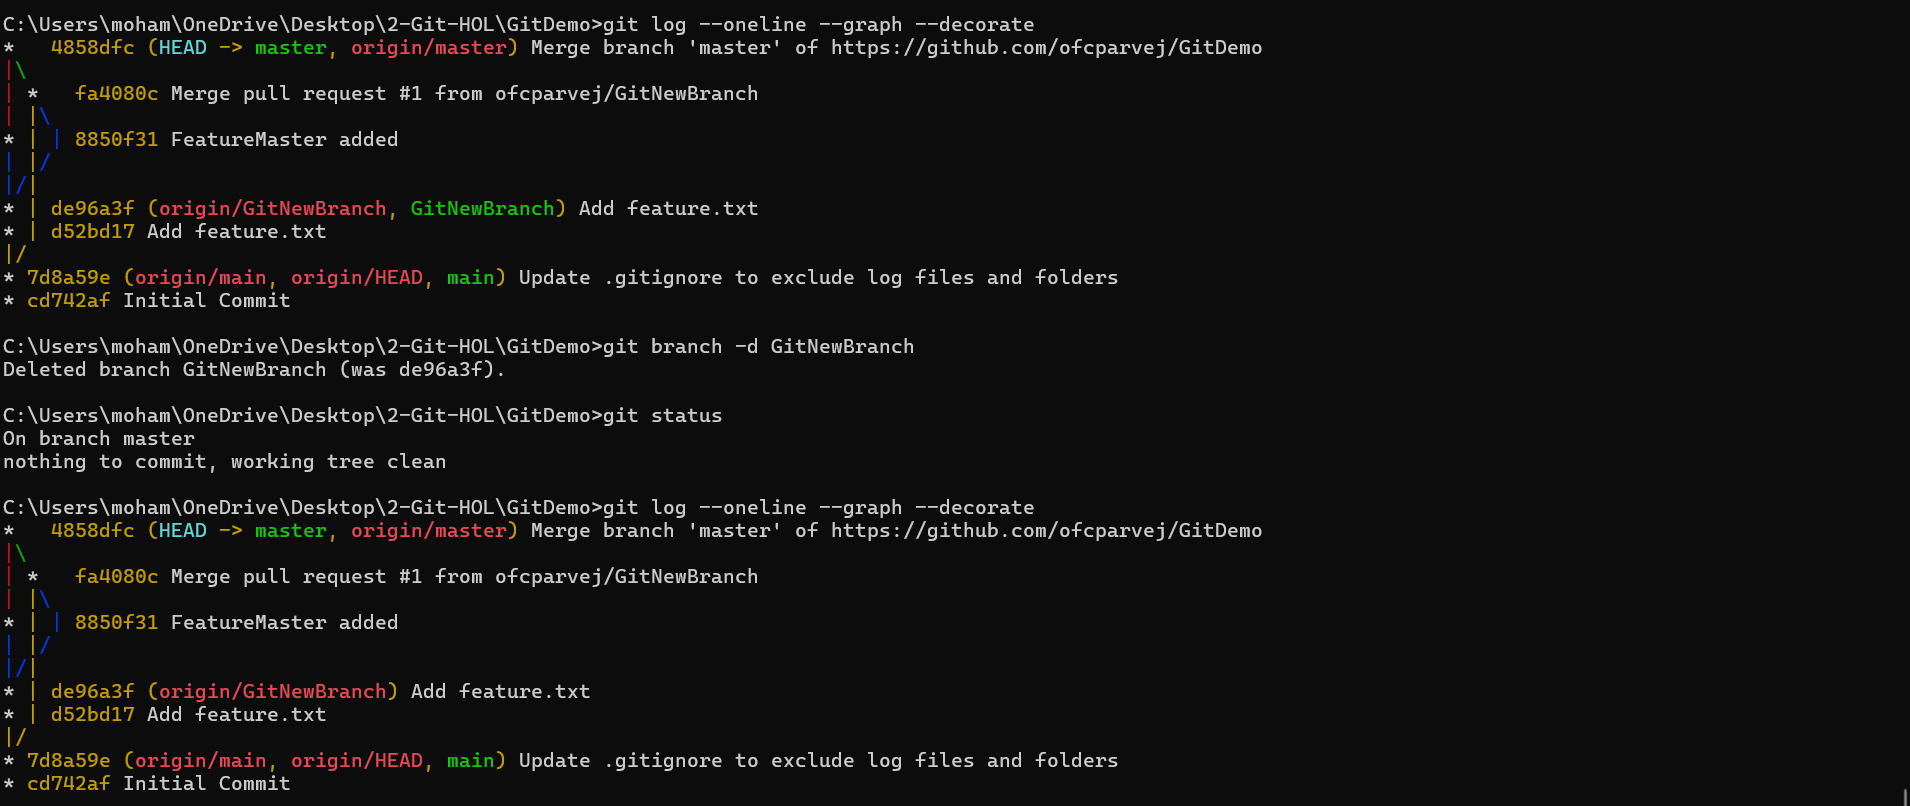 C:\Users\moham\OneDrive\Desktop\2-Git-HOL\GitDemo>git log --oneline --graph --decorate
*   4858dfc (HEAD -> master, origin/master) Merge branch 'master' of https://github.com/ofcparvej/GitDemo
|\
| *   fa4080c Merge pull request #1 from ofcparvej/GitNewBranch
| |\
* | | 8850f31 FeatureMaster added
| |/
|/|
* | de96a3f (origin/GitNewBranch, GitNewBranch) Add feature.txt
* | d52bd17 Add feature.txt
|/
* 7d8a59e (origin/main, origin/HEAD, main) Update .gitignore to exclude log files and folders
* cd742af Initial Commit

C:\Users\moham\OneDrive\Desktop\2-Git-HOL\GitDemo>git branch -d GitNewBranch
Deleted branch GitNewBranch (was de96a3f).

C:\Users\moham\OneDrive\Desktop\2-Git-HOL\GitDemo>git status
On branch master
nothing to commit, working tree clean

C:\Users\moham\OneDrive\Desktop\2-Git-HOL\GitDemo>git log --oneline --graph --decorate
*   4858dfc (HEAD -> master, origin/master) Merge branch 'master' of https://github.com/ofcparvej/GitDemo
|\
| *   fa4080c Merge pull request #1 from ofcparvej/GitNewBranch
| |\
* | | 8850f31 FeatureMaster added
| |/
|/|
* | de96a3f (origin/GitNewBranch) Add feature.txt
* | d52bd17 Add feature.txt
|/
* 7d8a59e (origin/main, origin/HEAD, main) Update .gitignore to exclude log files and folders
* cd742af Initial Commit